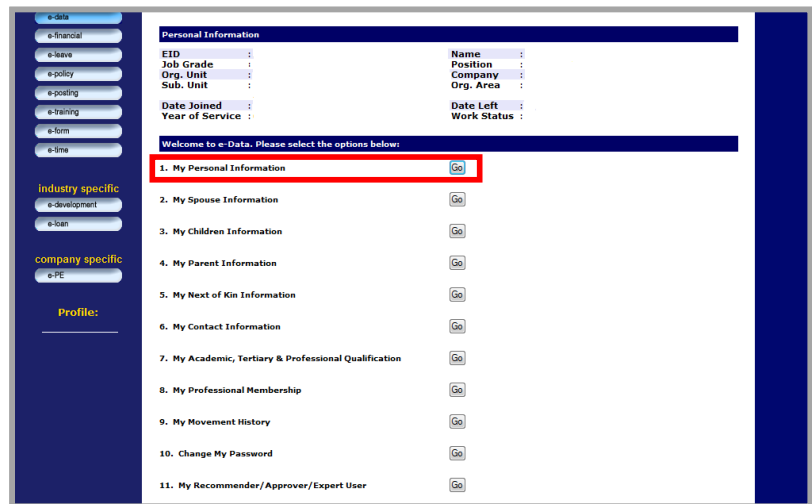 e-data
e-financial
e-leave
e-policy
e-posting
e-training
e-form
e-time
industry specific
e-development
e-loan
company specific
e-PE
Profile:
Personal Information
EID : Name :
Job Grade : Position :
Org. Unit : Company :
Sub. Unit : Org. Area :
Date Joined : Date Left :
Year of Service : Work Status :
Welcome to e-Data. Please select the options below:
1. My Personal Information Go
2. My Spouse Information Go
3. My Children Information Go
4. My Parent Information Go
5. My Next of Kin Information Go
6. My Contact Information Go
7. My Academic, Tertiary & Professional Qualification Go
8. My Professional Membership Go
9. My Movement History Go
10. Change My Password Go
11. My Recommender/Approver/Expert User Go